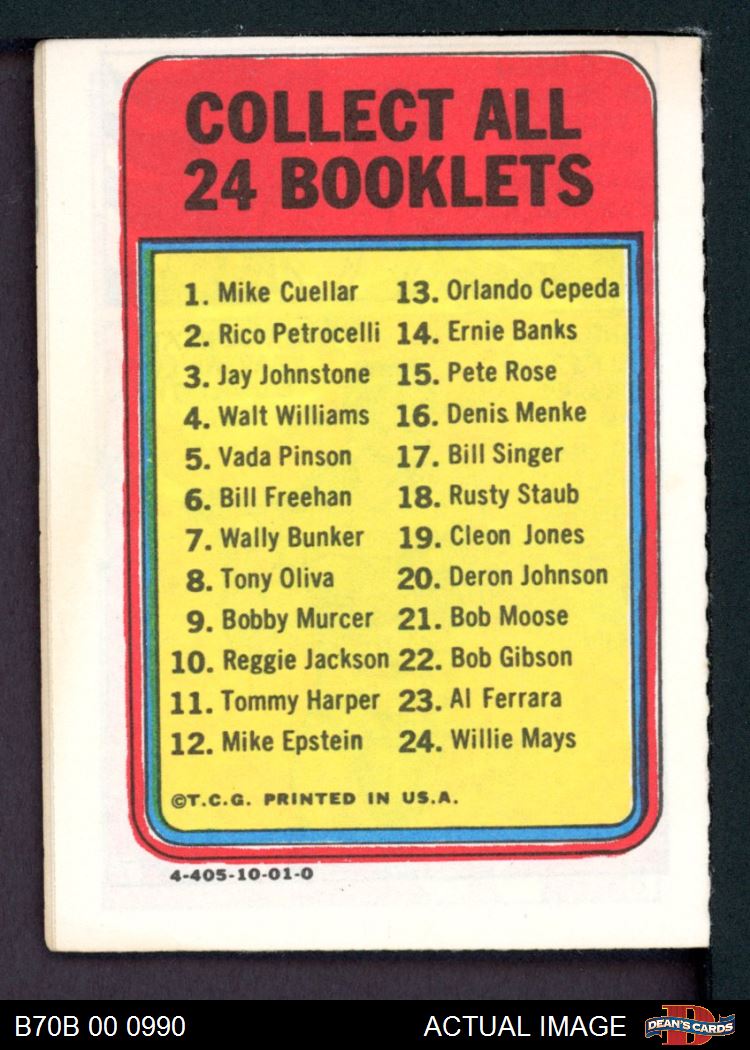 COLLECT ALL
24 BOOKLETS
1. Mike Cuellar
2. Rico Petrocelli
3. Jay Johnstone
4. Walt Williams
5. Vada Pinson
6. Bill Freehan
7. Wally Bunker
8. Tony Oliva
9. Bobby Murcer
10. Reggie Jackson
11. Tommy Harper
12. Mike Epstein
13. Orlando Cepeda
14. Ernie Banks
15. Pete Rose
16. Denis Menke
17. Bill Singer
18. Rusty Staub
19. Cleon Jones
20. Deron Johnson
21. Bob Moose
22. Bob Gibson
23. Al Ferrara
24. Willie Mays
©T.C.G. PRINTED IN U.S.A.
4-405-10-01-0
B70B 00 0990
ACTUAL IMAGE
D
DEAN'S CARDS